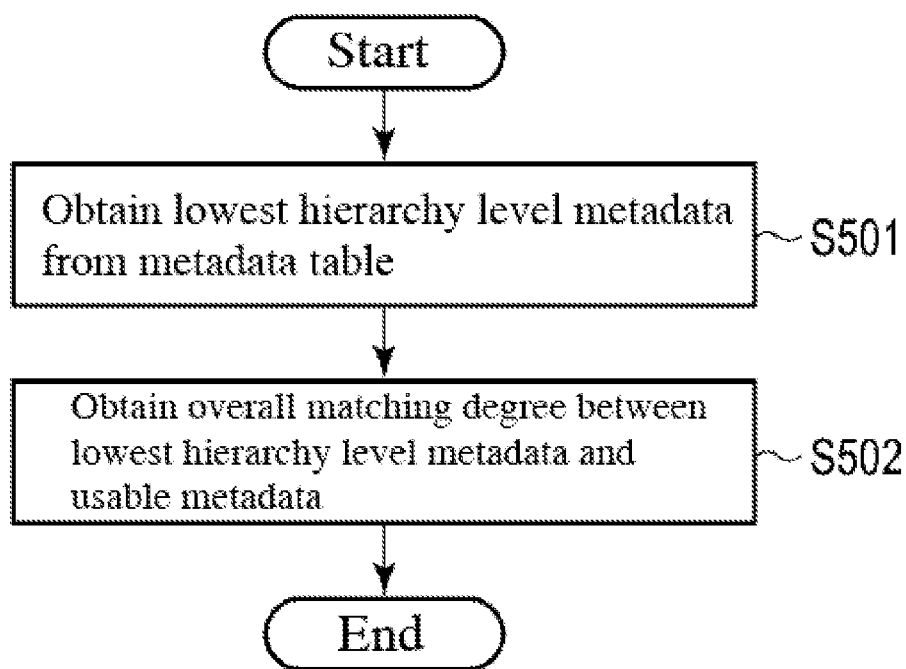 Start
Obtain lowest hierarchy level metadata
from metadata table
S501
Obtain overall matching degree between
lowest hierarchy level metadata and
usable metadata
S502
End